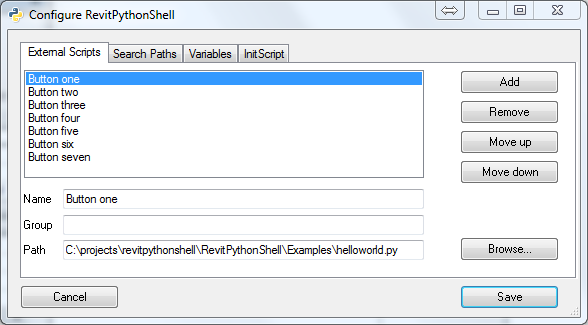 Configure RevitPythonShell
External Scripts Search Paths Variables InitScript
Button one
Button two
Button three
Button four
Button five
Button six
Button seven
Add
Remove
Move up
Move down
Name Button one
Group
Path C:\projects\revitpythonshell\RevitPythonShell\Examples\helloworld.py Browse...
Cancel Save